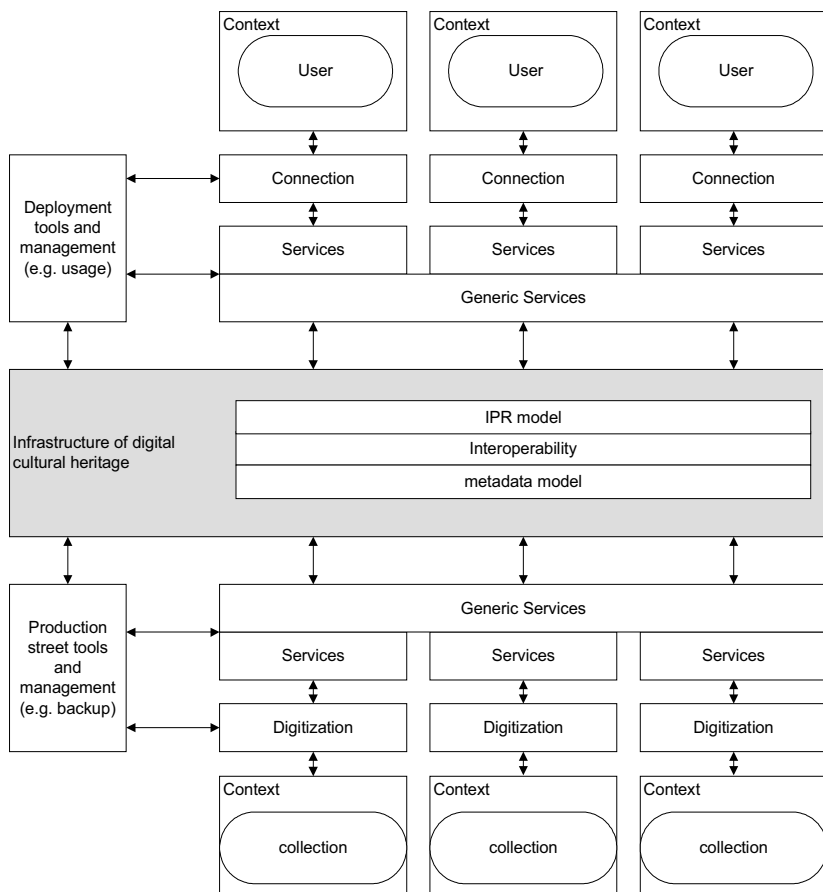 Context
Context
Context
User
User
User
Connection
Connection
Connection
Deployment
tools and
management
(e.g. usage)
Services
Services
Services
Generic Services
Infrastructure of digital
cultural heritage
IPR model
Interoperability
metadata model
Generic Services
Production
street tools
and
management
(e.g. backup)
Services
Services
Services
Digitization
Digitization
Digitization
Context
Context
Context
collection
collection
collection